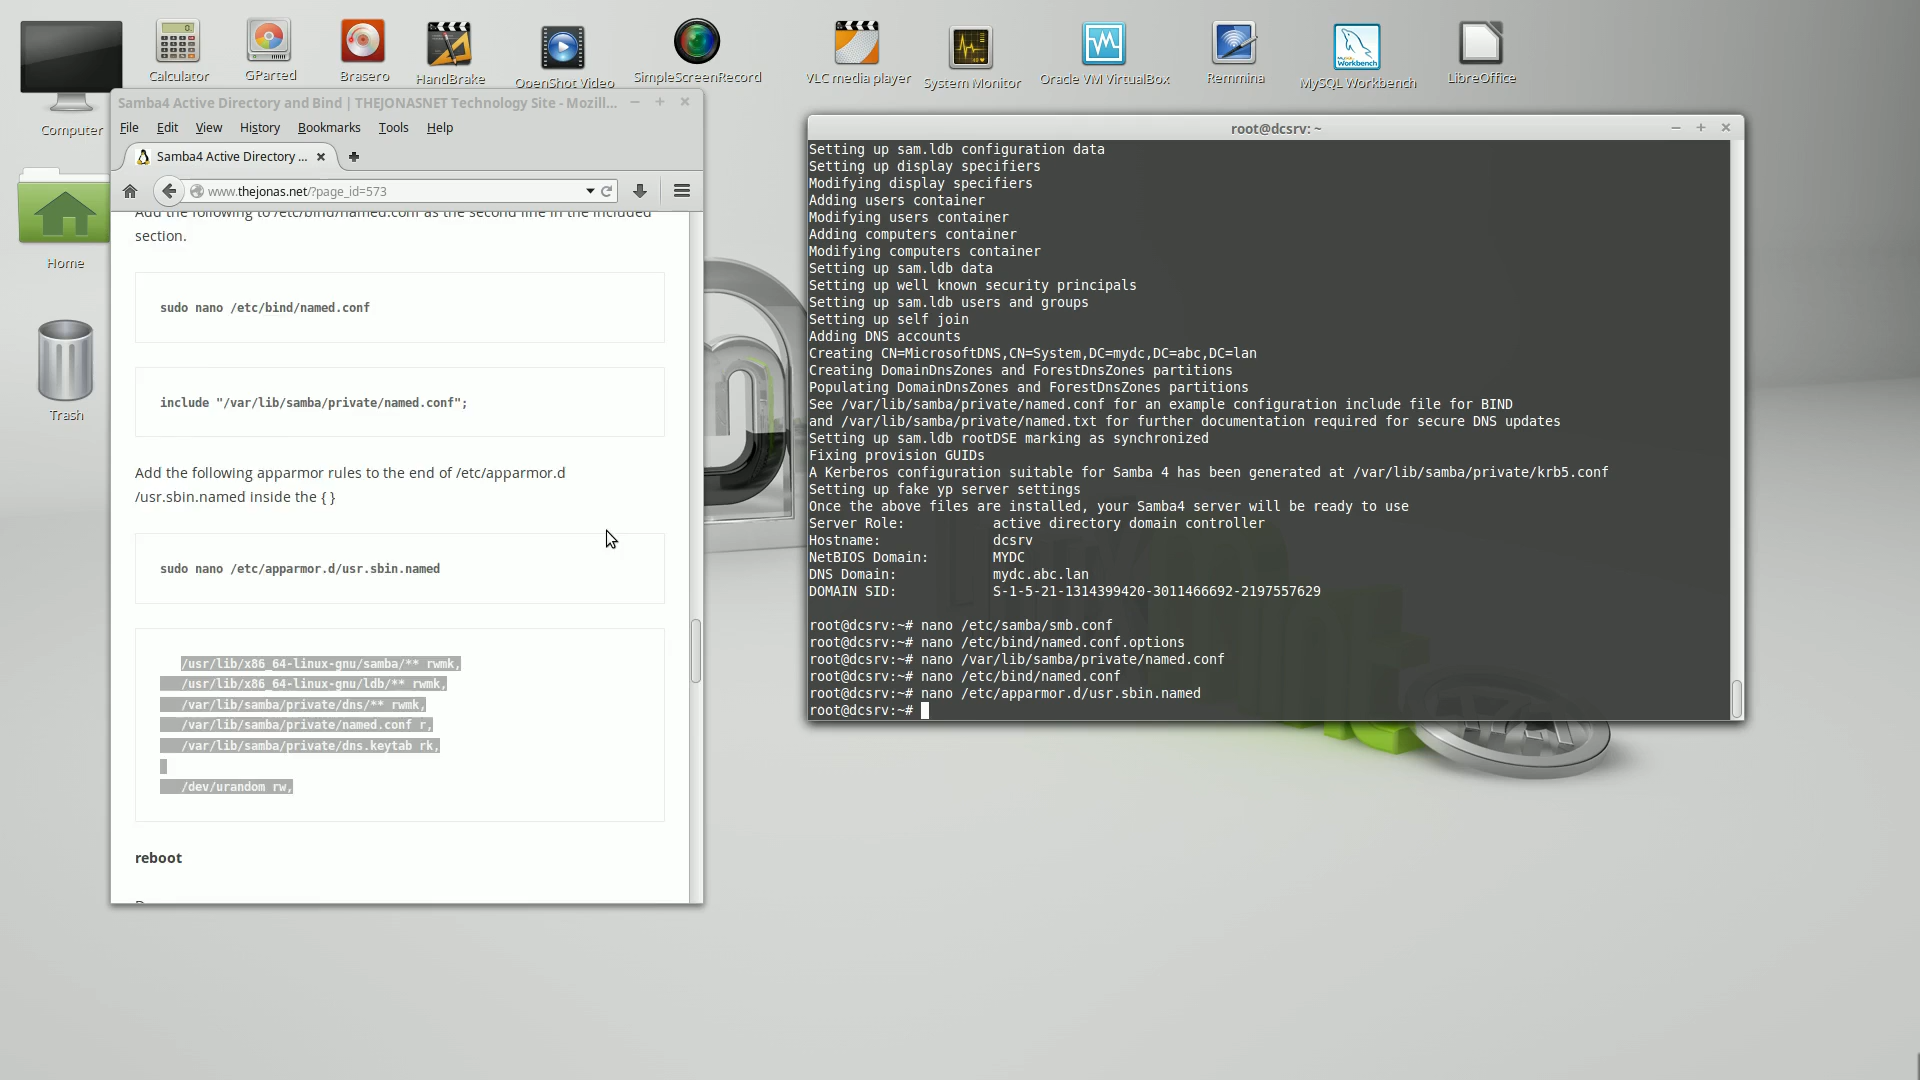 Calculator
GParted
Brasero
HandBrake
OpenShot Video
SimpleScreenRecord
VLC media player
System Monitor
Oracle VM VirtualBox
Remmina
MySQL Workbench
LibreOffice
Computer
Home
Trash
Samba4 Active Directory and Bind | THEJONASNET Technology Site - Mozill...
File Edit View History Bookmarks Tools Help
Samba4 Active Directory ...
www.thejonas.net/?page_id=573
Add the following to /etc/bind/named.conf as the second line in the included
section.
sudo nano /etc/bind/named.conf
include "/var/lib/samba/private/named.conf";
Add the following apparmor rules to the end of /etc/apparmor.d
/usr.sbin.named inside the { }
sudo nano /etc/apparmor.d/usr.sbin.named
/usr/lib/x86_64-linux-gnu/samba/** rwmk,
/usr/lib/x86_64-linux-gnu/ldb/** rwmk,
/var/lib/samba/private/dns/** rwmk,
/var/lib/samba/private/named.conf r,
/var/lib/samba/private/dns.keytab rk,
/dev/urandom rw,
reboot
root@dcsrv: ~
Setting up sam.ldb configuration data
Setting up display specifiers
Modifying display specifiers
Adding users container
Modifying users container
Adding computers container
Modifying computers container
Setting up sam.ldb data
Setting up well known security principals
Setting up sam.ldb users and groups
Setting up self join
Adding DNS accounts
Creating CN=MicrosoftDNS,CN=System,DC=mydc,DC=abc,DC=lan
Creating DomainDnsZones and ForestDnsZones partitions
Populating DomainDnsZones and ForestDnsZones partitions
See /var/lib/samba/private/named.conf for an example configuration include file for BIND
and /var/lib/samba/private/named.txt for further documentation required for secure DNS updates
Setting up sam.ldb rootDSE marking as synchronized
Fixing provision GUIDs
A Kerberos configuration suitable for Samba 4 has been generated at /var/lib/samba/private/krb5.conf
Setting up fake yp server settings
Once the above files are installed, your Samba4 server will be ready to use
Server Role: active directory domain controller
Hostname: dcsrv
NetBIOS Domain: MYDC
DNS Domain: mydc.abc.lan
DOMAIN SID: S-1-5-21-1314399420-3011466692-2197557629
root@dcsrv:~# nano /etc/samba/smb.conf
root@dcsrv:~# nano /etc/bind/named.conf.options
root@dcsrv:~# nano /var/lib/samba/private/named.conf
root@dcsrv:~# nano /etc/bind/named.conf
root@dcsrv:~# nano /etc/apparmor.d/usr.sbin.named
root@dcsrv:~#